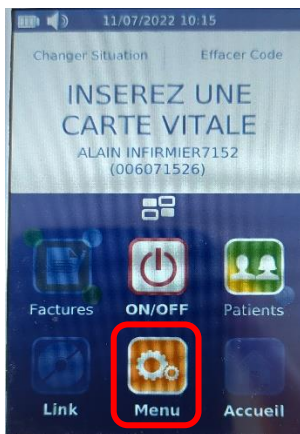 11/07/2022 10:15
Changer Situation Effacer Code
INSEREZ UNE
CARTE VITALE
ALAIN INFIRMIER7152
(006071526)
Factures ON/OFF Patients
Link Menu Accueil